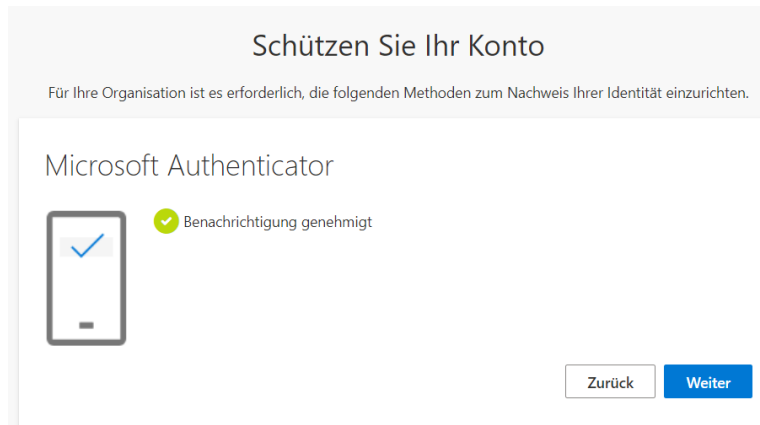 Schützen Sie Ihr Konto
Für Ihre Organisation ist es erforderlich, die folgenden Methoden zum Nachweis Ihrer Identität einzurichten.
Microsoft Authenticator
Benachrichtigung genehmigt
Zurück
Weiter